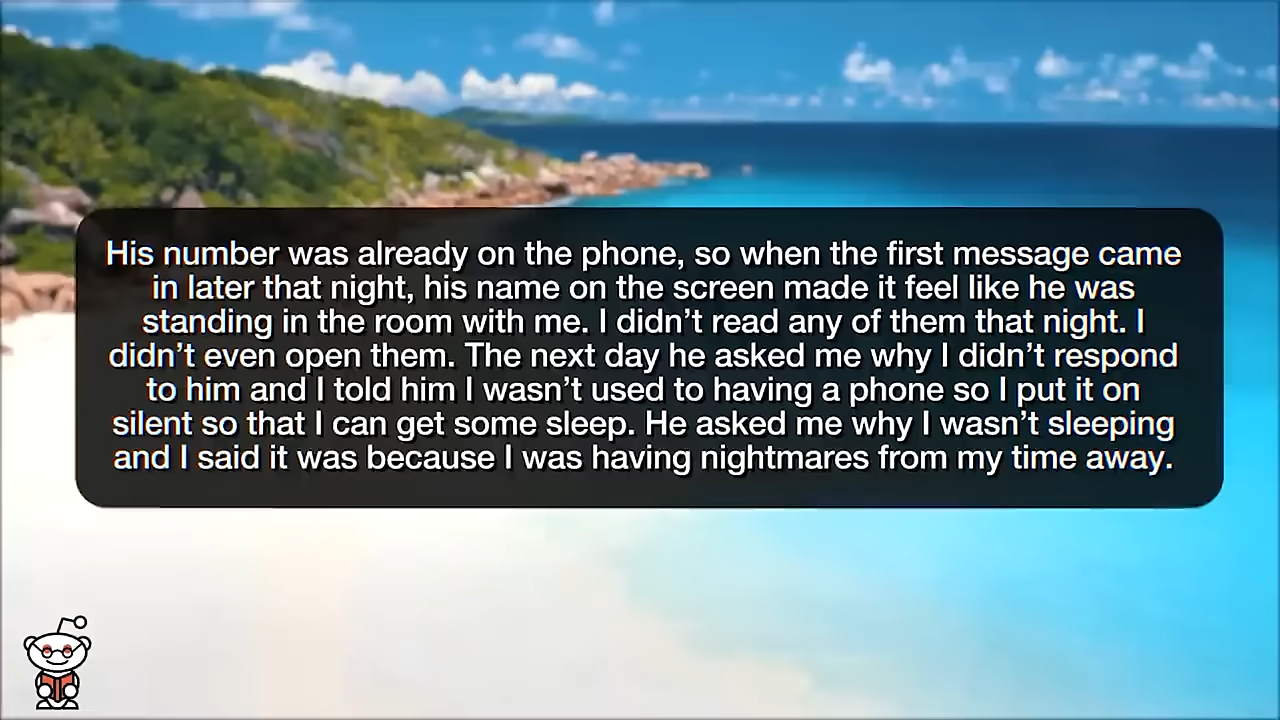 His number was already on the phone, so when the first message came
in later that night, his name on the screen made it feel like he was
standing in the room with me. I didn’t read any of them that night. I
didn’t even open them. The next day he asked me why I didn’t respond
to him and I told him I wasn’t used to having a phone so I put it on
silent so that I can get some sleep. He asked me why I wasn’t sleeping
and I said it was because I was having nightmares from my time away.